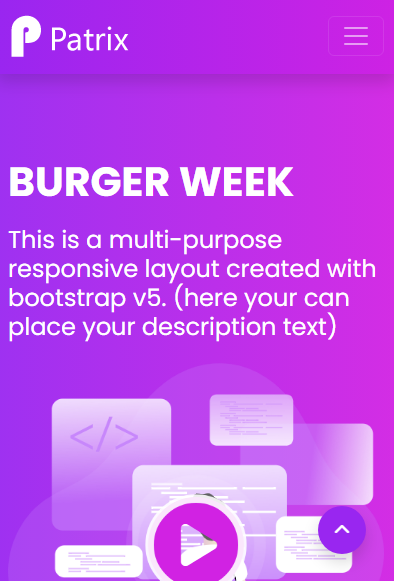 Patrix
BURGER WEEK
This is a multi-purpose
responsive layout created with
bootstrap v5. (here your can
place your description text)
</>